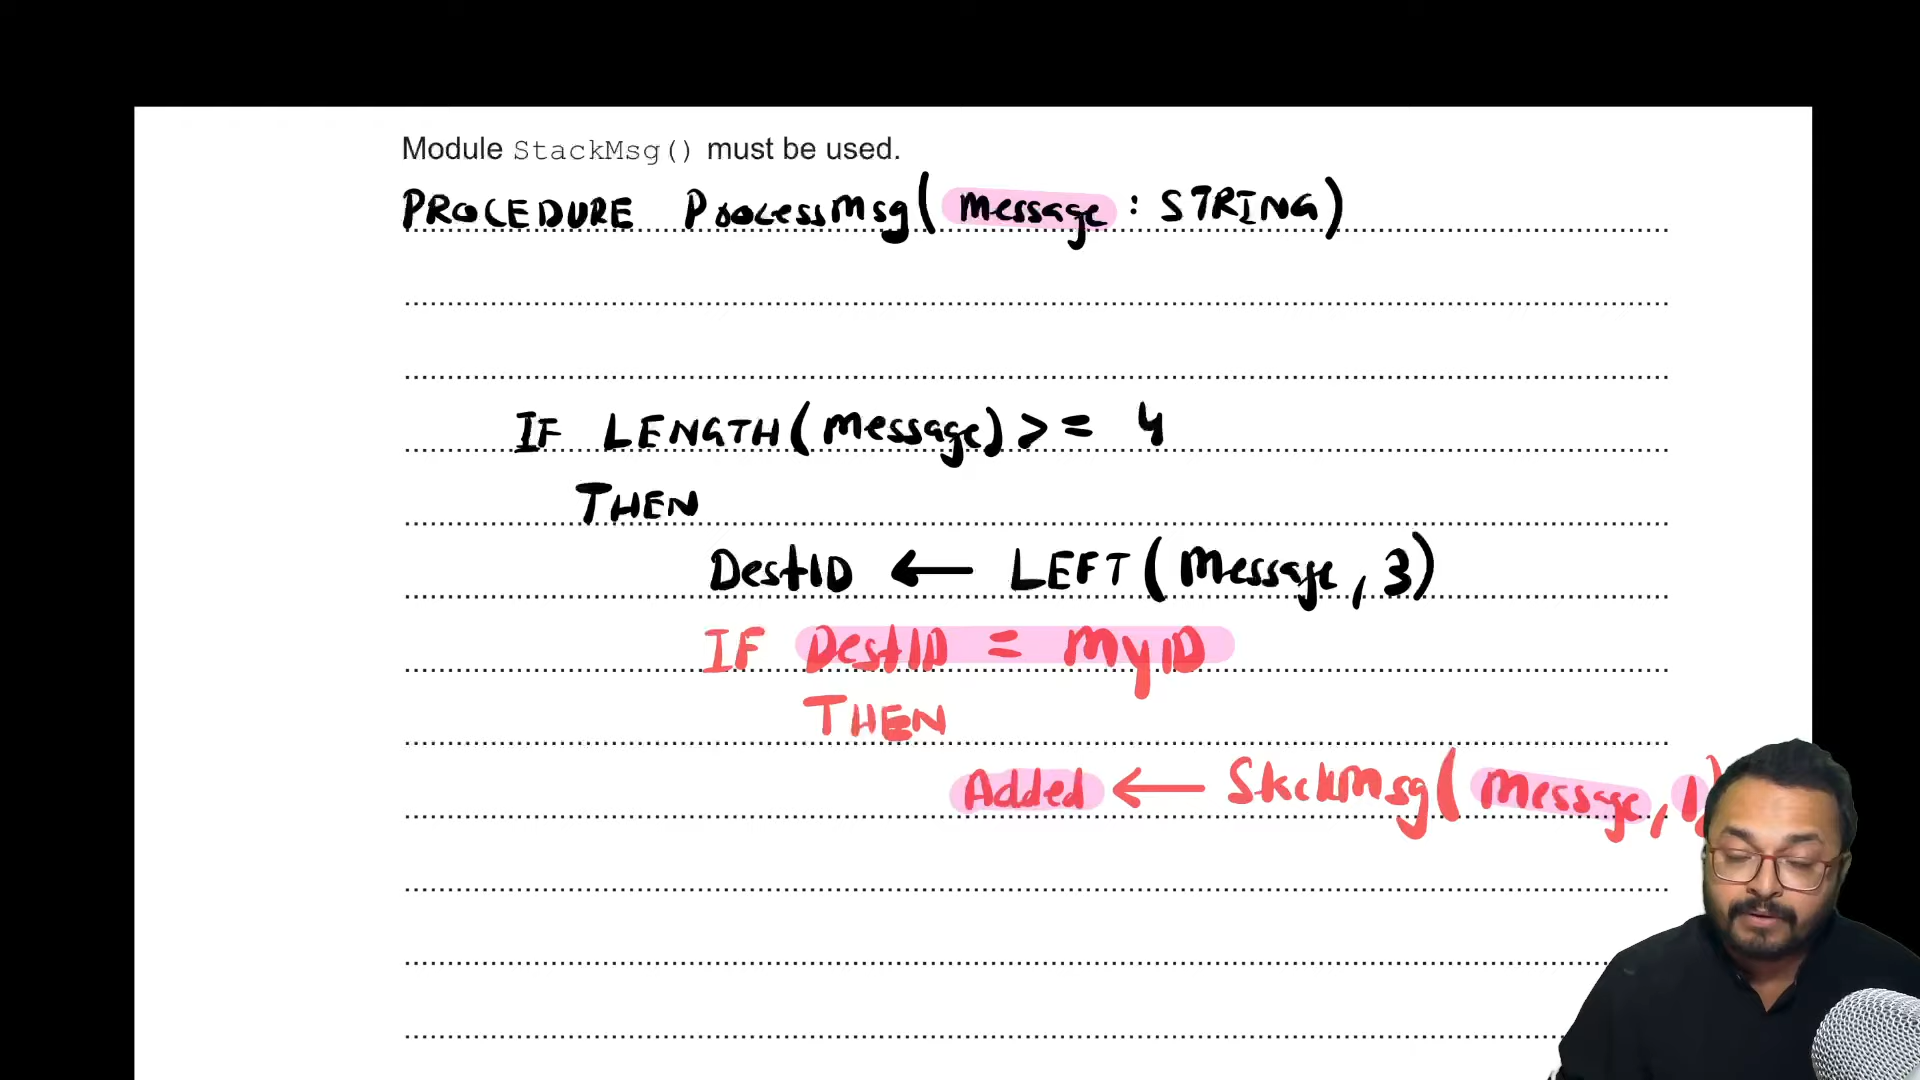 Module StackMsg() must be used.
PROCEDURE ProcessMsg(Message : STRING)
IF LENGTH(Message) >= 4
THEN
DestID ← LEFT(Message, 3)
IF DestID = MyID
THEN
Added ← StackMsg(Message, 1)